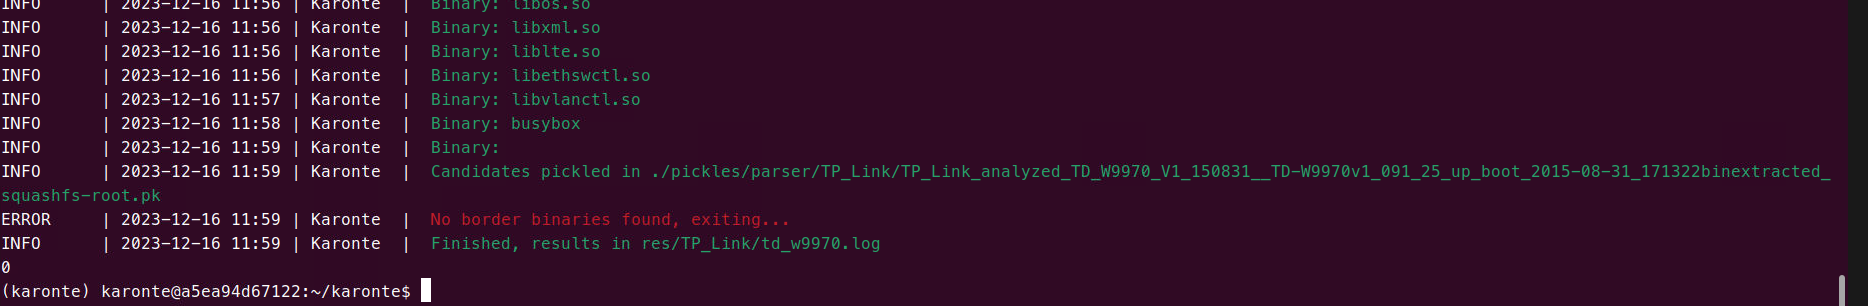 INFO | 2023-12-16 11:56 | Karonte | Binary: libos.so
INFO | 2023-12-16 11:56 | Karonte | Binary: libxml.so
INFO | 2023-12-16 11:56 | Karonte | Binary: liblte.so
INFO | 2023-12-16 11:56 | Karonte | Binary: libethswctl.so
INFO | 2023-12-16 11:57 | Karonte | Binary: libvlanctl.so
INFO | 2023-12-16 11:58 | Karonte | Binary: busybox
INFO | 2023-12-16 11:59 | Karonte | Binary:
INFO | 2023-12-16 11:59 | Karonte | Candidates pickled in ./pickles/parser/TP_Link/TP_Link_analyzed_TD_W9970_V1_150831__TD-W9970v1_091_25_up_boot_2015-08-31_171322binextracted_
squashfs-root.pk
ERROR | 2023-12-16 11:59 | Karonte | No border binaries found, exiting...
INFO | 2023-12-16 11:59 | Karonte | Finished, results in res/TP_Link/td_w9970.log
0
(karonte) karonte@a5ea94d67122:~/karonte$